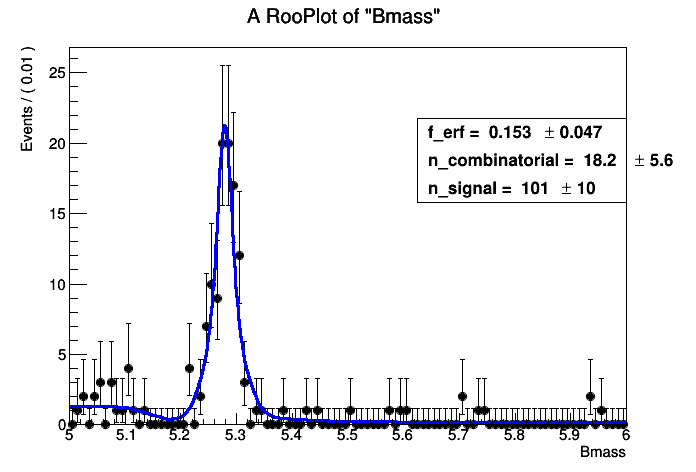 A RooPlot of "Bmass"
Events / ( 0.01 )
25
20
15
10
5
0
f_erf = 0.153 ± 0.047
n_combinatorial = 18.2 ± 5.6
n_signal = 101 ± 10
5 5.1 5.2 5.3 5.4 5.5 5.6 5.7 5.8 5.9 6
Bmass